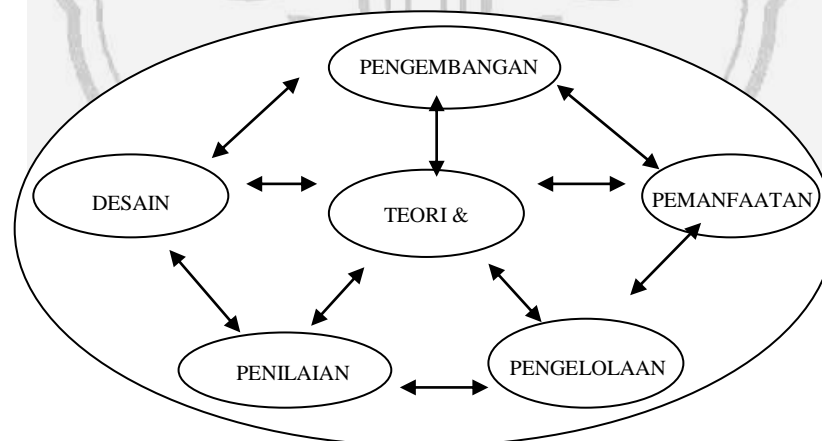 PENGEMBANGAN
DESAIN
TEORI &
PEMANFAATAN
PENILAIAN
PENGELOLAAN